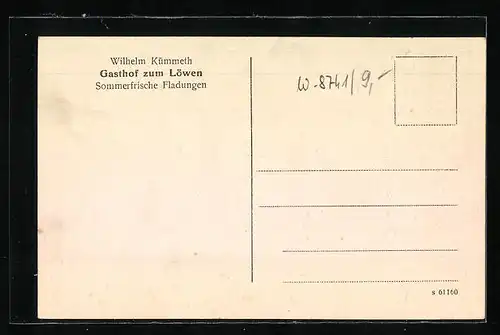 Wilhelm Kümmeth
Gasthof zum Löwen
Sommerfrische Fladungen
W-8741/9,-
s 61160